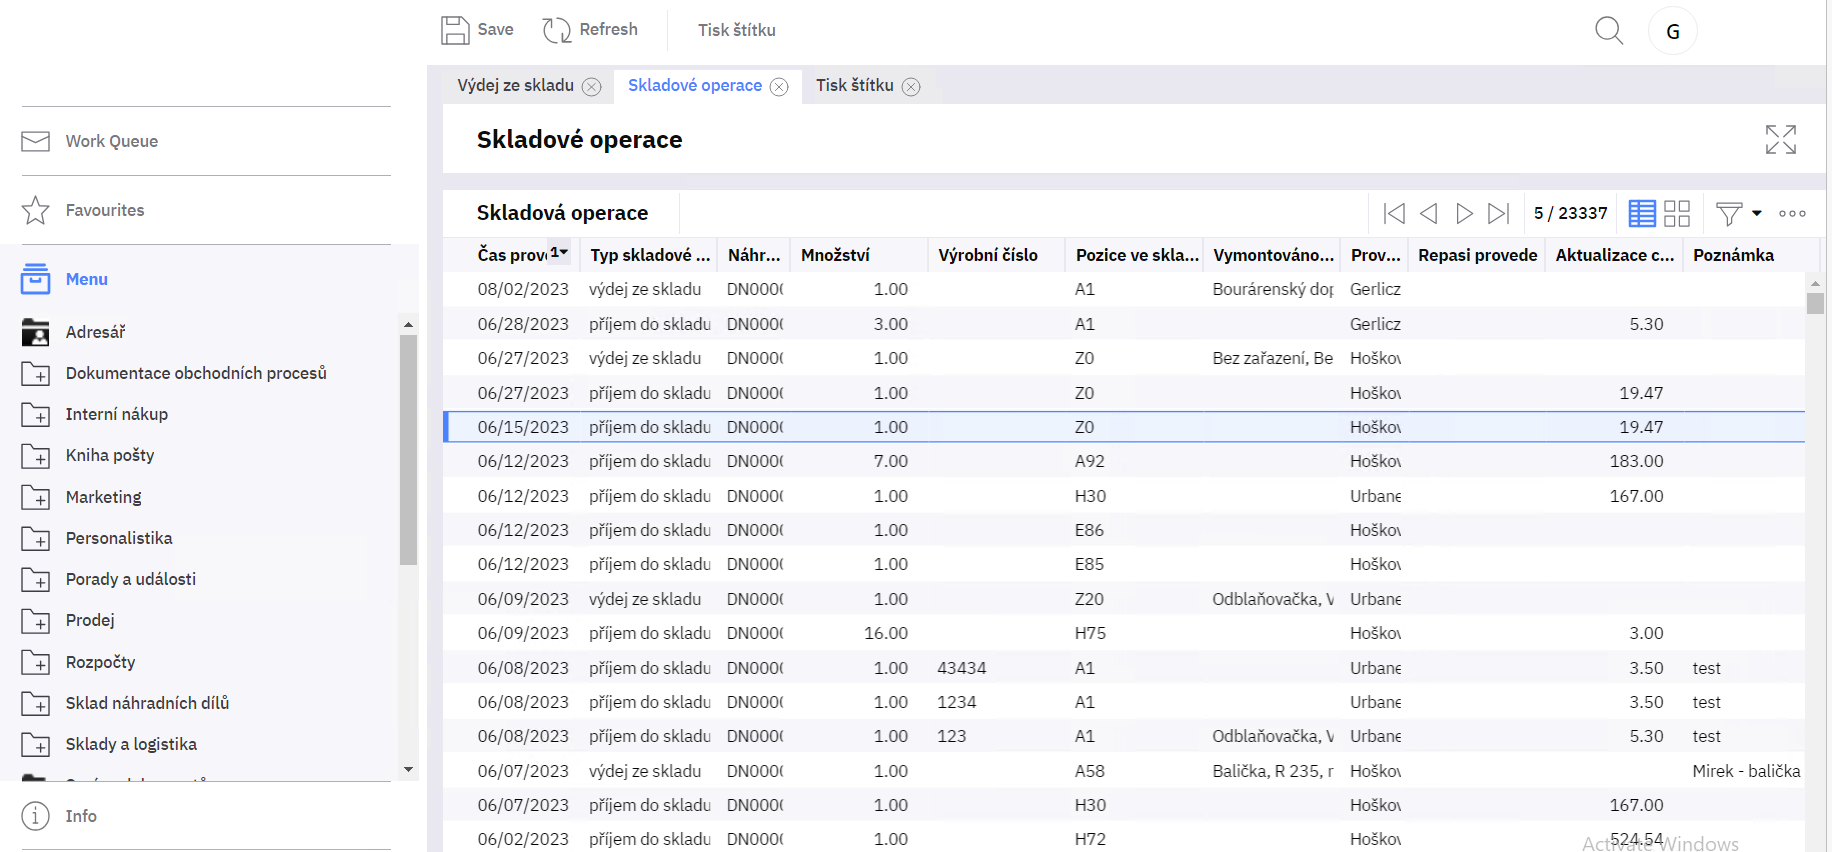 Save Refresh Tisk štítku G
Výdej ze skladu Skladové operace Tisk štítku
Skladové operace
Work Queue
Favourites
Menu
Adresář
Dokumentace obchodních procesů
Interní nákup
Kniha pošty
Marketing
Personalistika
Porady a události
Prodej
Rozpočty
Sklad náhradních dílů
Sklady a logistika
Info
Skladová operace 5 / 23337
Čas prov 1 Typ skladové ... Náhr... Množství Výrobní číslo Pozice ve skla... Vymontováno... Prov... Repasi provede Aktualizace c... Poznámka
08/02/2023 výdej ze skladu DN000 1.00 A1 Bourárenský dop Gerlicz
06/28/2023 příjem do skladu DN000 3.00 A1 Gerlicz 5.30
06/27/2023 výdej ze skladu DN000 1.00 Z0 Bez zařazení, Be Hoško
06/27/2023 příjem do skladu DN000 1.00 Z0 Hoško 19.47
06/15/2023 příjem do skladu DN000 1.00 Z0 Hoško 19.47
06/12/2023 příjem do skladu DN000 7.00 A92 Hoško 183.00
06/12/2023 příjem do skladu DN000 1.00 H30 Urbane 167.00
06/12/2023 příjem do skladu DN000 1.00 E86 Hoško
06/12/2023 příjem do skladu DN000 1.00 E85 Hoško
06/09/2023 výdej ze skladu DN000 1.00 Z20 Odblaňovačka, V Urbane
06/09/2023 příjem do skladu DN000 16.00 H75 Hoško 3.00
06/08/2023 příjem do skladu DN000 1.00 43434 A1 Urbane 3.50 test
06/08/2023 příjem do skladu DN000 1.00 1234 A1 Urbane 3.50 test
06/08/2023 příjem do skladu DN000 1.00 123 A1 Odblaňovačka, V Urbane 5.30 test
06/07/2023 výdej ze skladu DN000 1.00 A58 Balička, R 235, r Hoško Mirek - balička
06/07/2023 příjem do skladu DN000 1.00 H30 Hoško 167.00
06/02/2023 příjem do skladu DN000 1.00 H72 Hoško 524.54
Activate Windows